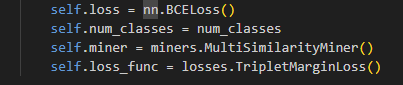 self.loss = nn.BCELoss()
self.num_classes = num_classes
self.miner = miners.MultiSimilarityMiner()
self.loss_func = losses.TripletMarginLoss()